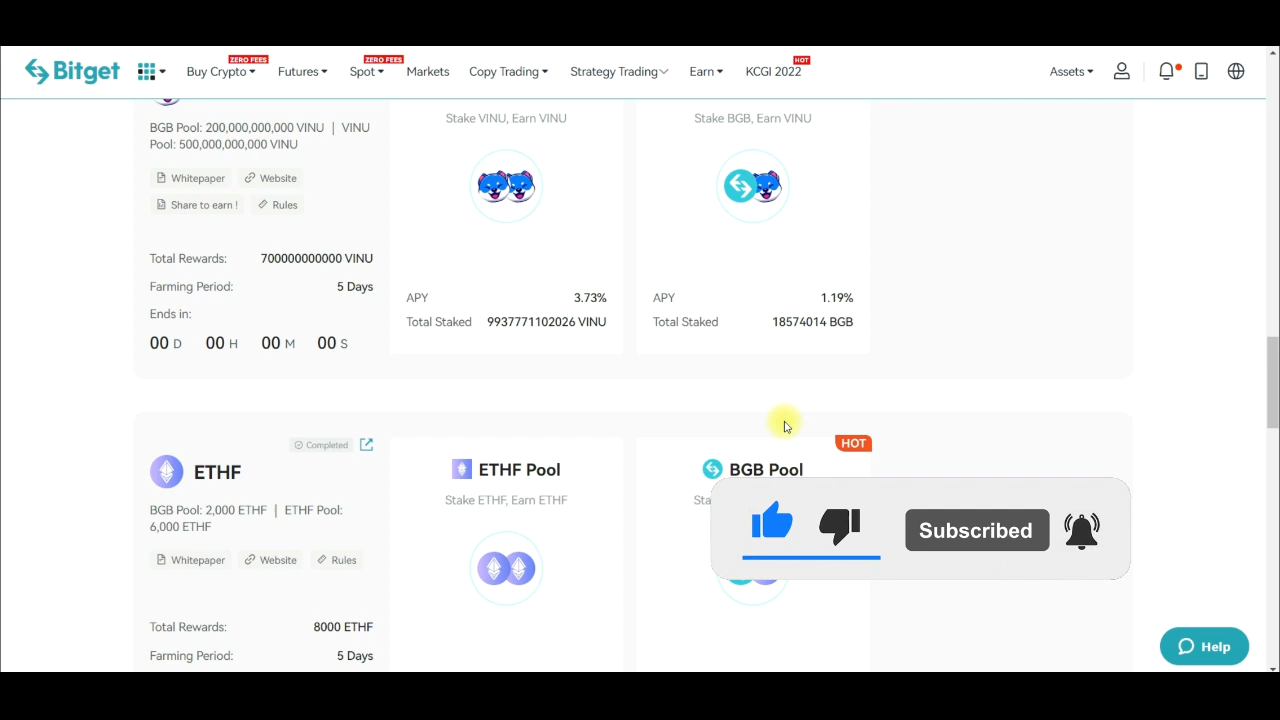 Bitget
Buy Crypto
ZERO FEES
Futures
Spot
ZERO FEES
Markets
Copy Trading
Strategy Trading
Earn
KCGI 2022
HOT
Assets
BGB Pool: 200,000,000,000 VINU | VINU
Pool: 500,000,000,000 VINU
Whitepaper
Website
Share to earn !
Rules
Total Rewards: 700000000000 VINU
Farming Period: 5 Days
Ends in:
00 D 00 H 00 M 00 S
Stake VINU, Earn VINU
APY 3.73%
Total Staked 9937771102026 VINU
Stake BGB, Earn VINU
APY 1.19%
Total Staked 18574014 BGB
Completed
ETHF
BGB Pool: 2,000 ETHF | ETHF Pool:
6,000 ETHF
Whitepaper
Website
Rules
Total Rewards: 8000 ETHF
Farming Period: 5 Days
ETHF Pool
Stake ETHF, Earn ETHF
HOT
BGB Pool
Subscribed
Help